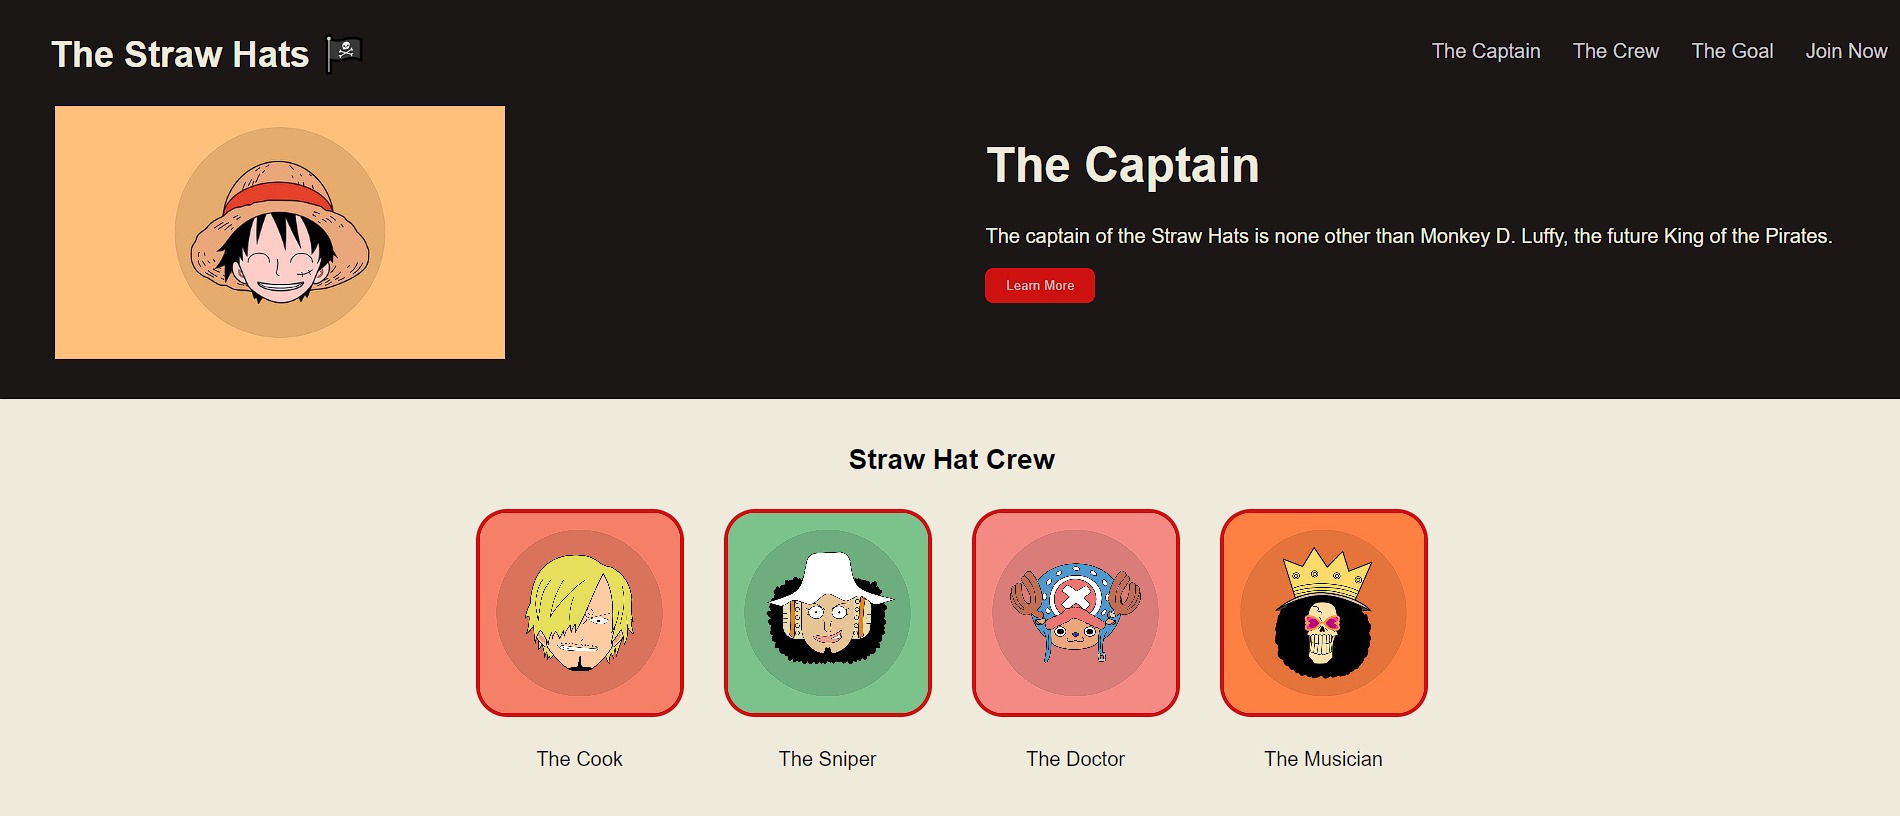 The Straw Hats
The Captain The Crew The Goal Join Now
The Captain
The captain of the Straw Hats is none other than Monkey D. Luffy, the future King of the Pirates.
Learn More
Straw Hat Crew
The Cook
The Sniper
The Doctor
The Musician